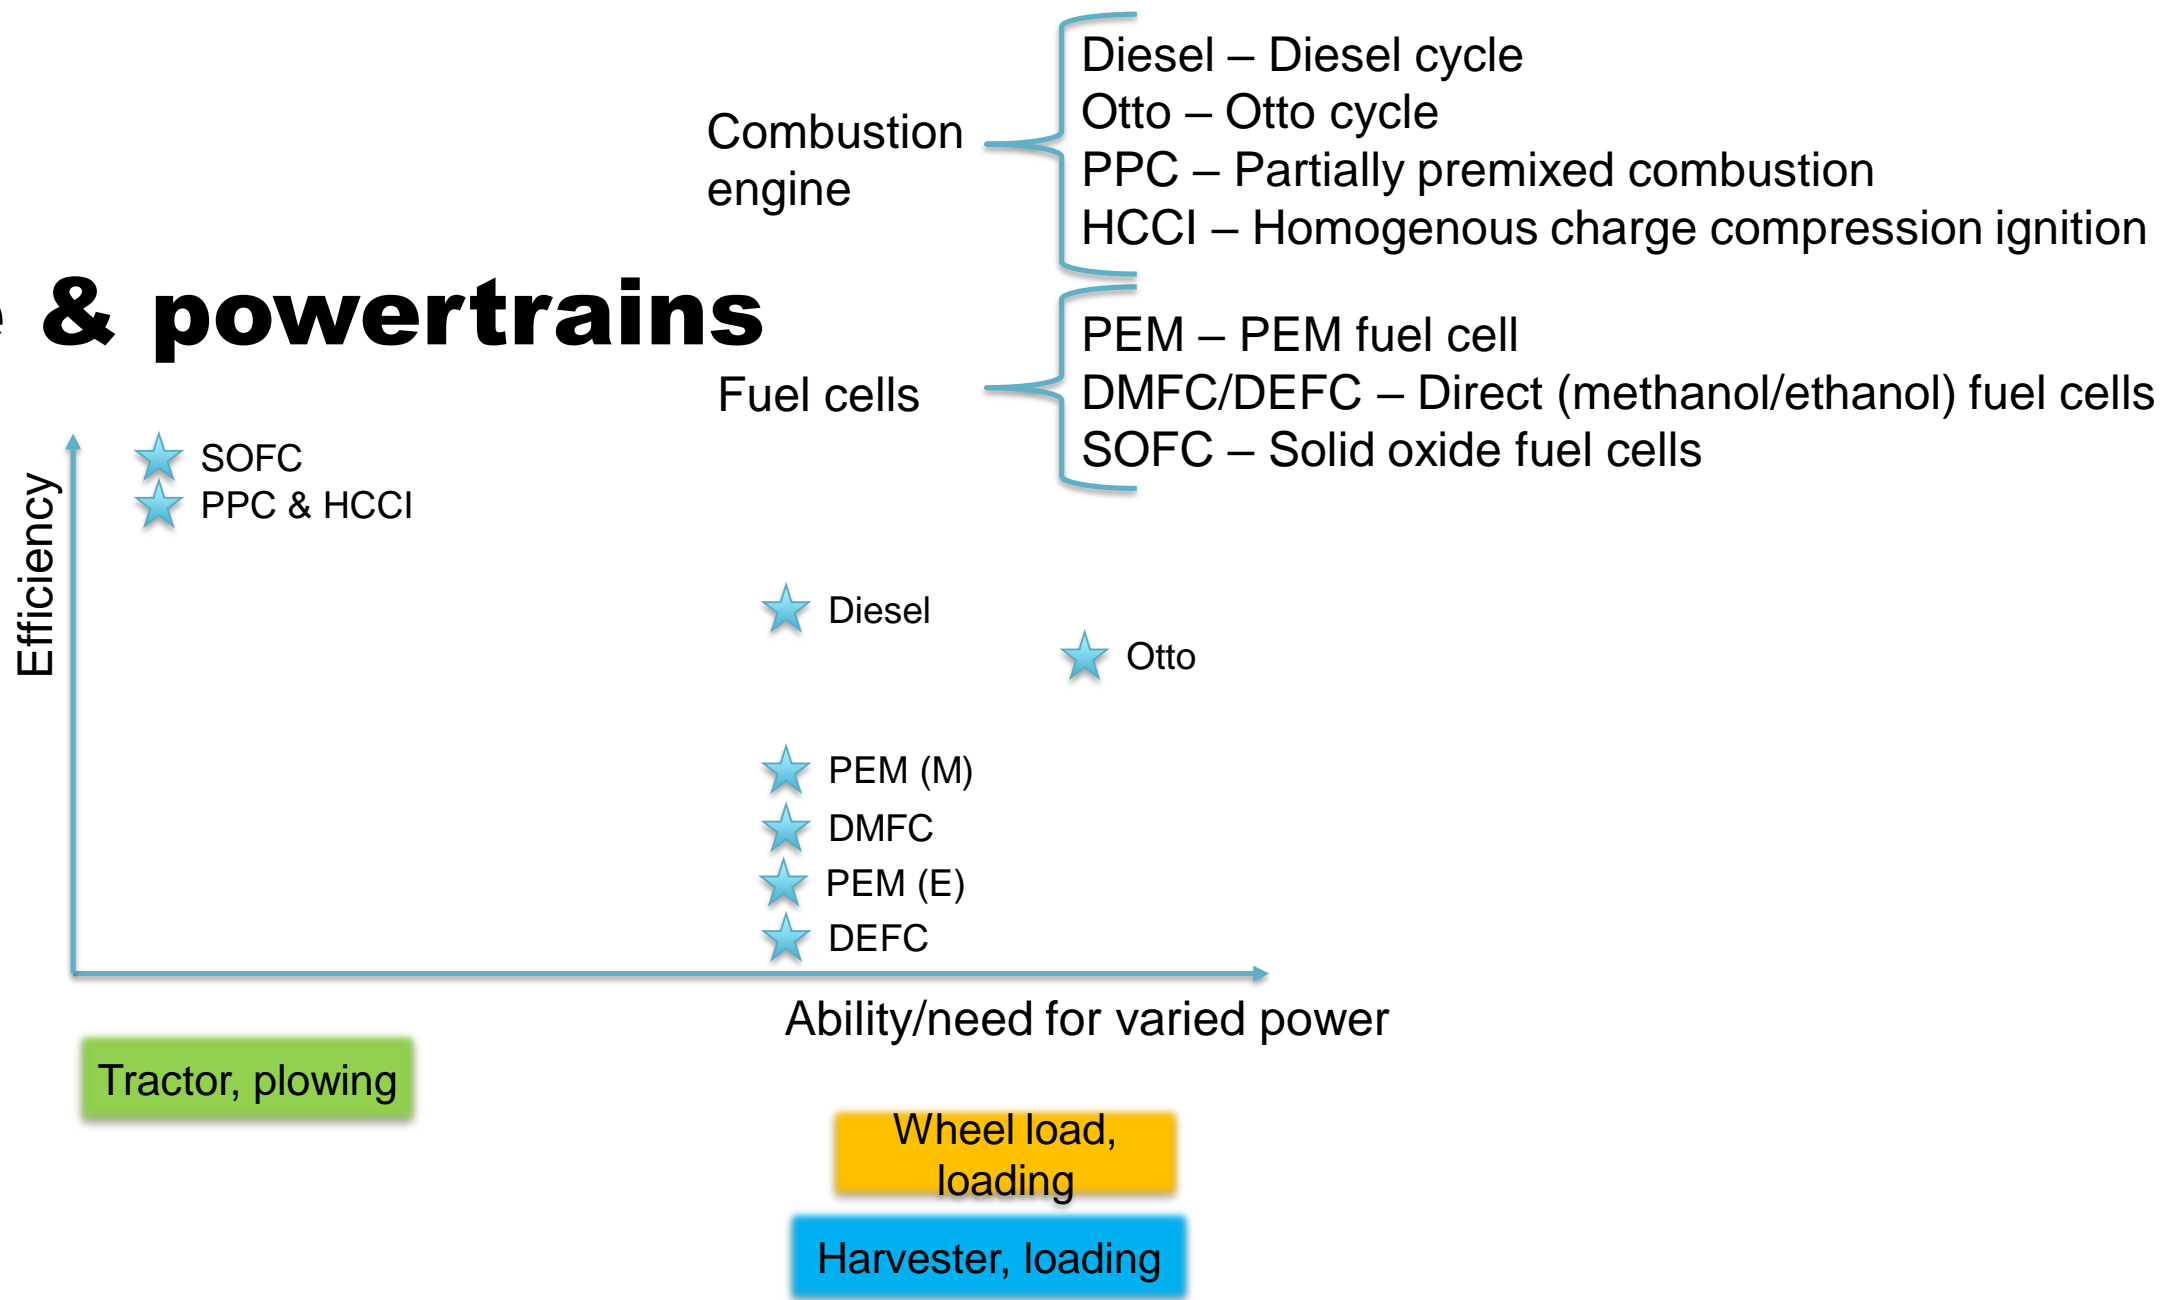 Diesel – Diesel cycle
Otto – Otto cycle
PPC – Partially premixed combustion
HCCI – Homogenous charge compression ignition
Combustion
engine
e & powertrains
PEM – PEM fuel cell
DMFC/DEFC – Direct (methanol/ethanol) fuel cells
SOFC – Solid oxide fuel cells
Fuel cells
Efficiency
SOFC
PPC & HCCI
Diesel
Otto
PEM (M)
DMFC
PEM (E)
DEFC
Ability/need for varied power
Tractor, plowing
Wheel load,
loading
Harvester, loading